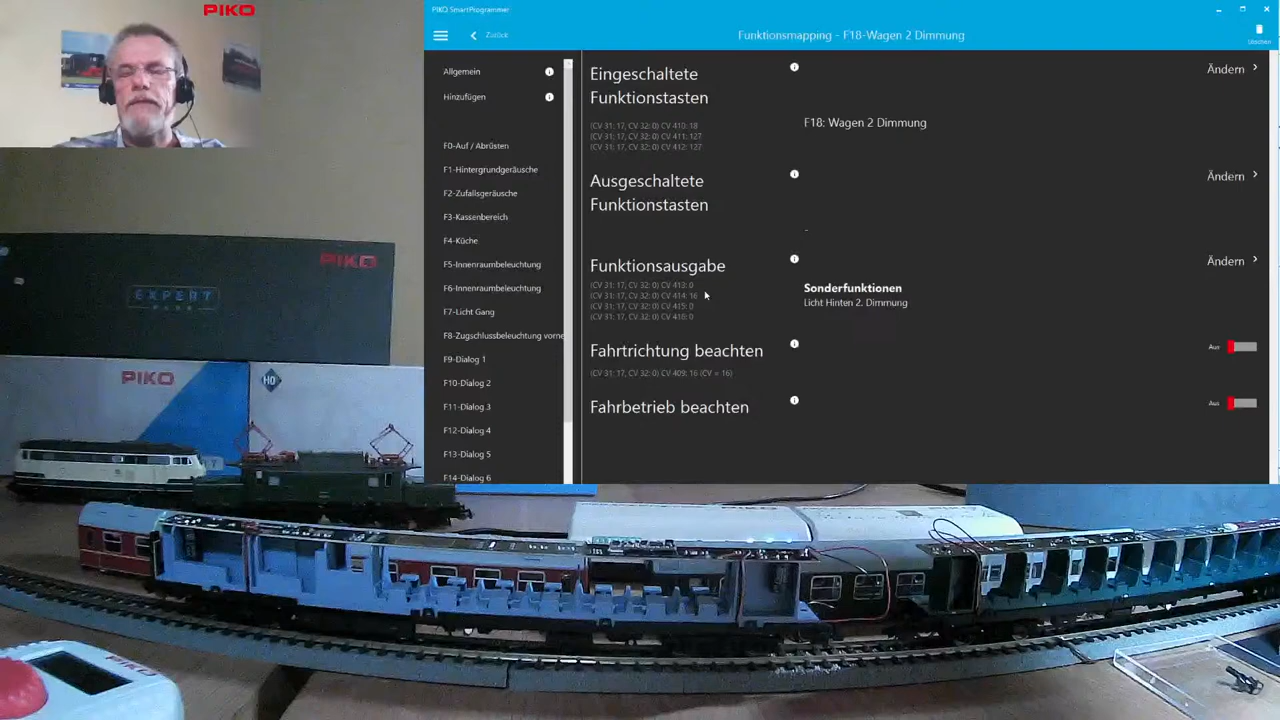 PIKO
PIKO SmartProgrammer
Zurück
Funktionsmapping - F18-Wagen 2 Dimmung
Allgemein
Hinzufügen
F0-Auf / Abrüsten
F1-Hintergrundgeräusche
F2-Zufallsgeräusche
F3-Kassenbereich
F4-Küche
F5-Innenraumbeleuchtung
F6-Innenraumbeleuchtung
F7-Licht Gang
F8-Zugschlussbeleuchtung vorne
F9-Dialog 1
F10-Dialog 2
F11-Dialog 3
F12-Dialog 4
F13-Dialog 5
F14-Dialog 6
Eingeschaltete
Funktionstasten
(CV 31: 17, CV 32: 0) CV 410: 18
(CV 31: 17, CV 32: 0) CV 411: 127
(CV 31: 17, CV 32: 0) CV 412: 127
F18: Wagen 2 Dimmung
Ändern
Ausgeschaltete
Funktionstasten
-
Ändern
Funktionsausgabe
(CV 31: 17, CV 32: 0) CV 413: 0
(CV 31: 17, CV 32: 0) CV 414: 16
(CV 31: 17, CV 32: 0) CV 415: 0
(CV 31: 17, CV 32: 0) CV 416: 0
Sonderfunktionen
Licht Hinten 2. Dimmung
Ändern
Fahrtrichtung beachten
(CV 31: 17, CV 32: 0) CV 409: 16 (CV = 16)
Aus
Fahrbetrieb beachten
Aus
PIKO
EXPERT
PIKO
H0
PIKO